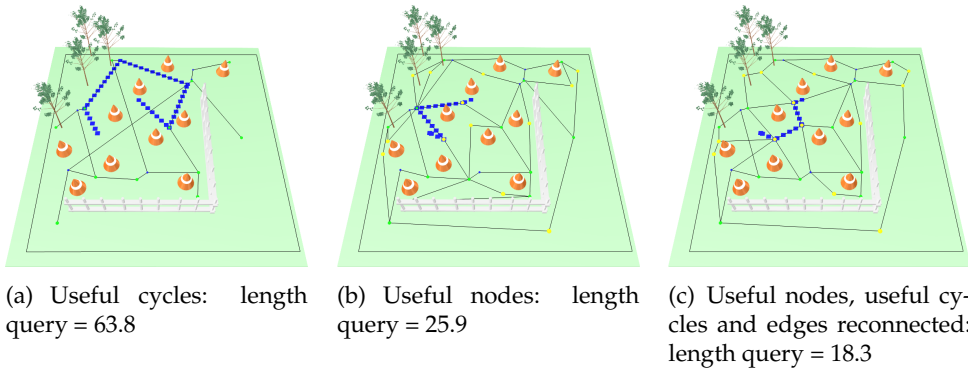 (a) Useful cycles: length
query = 63.8
(b) Useful nodes: length
query = 25.9
(c) Useful nodes, useful cy-
cles and edges reconnected:
length query = 18.3